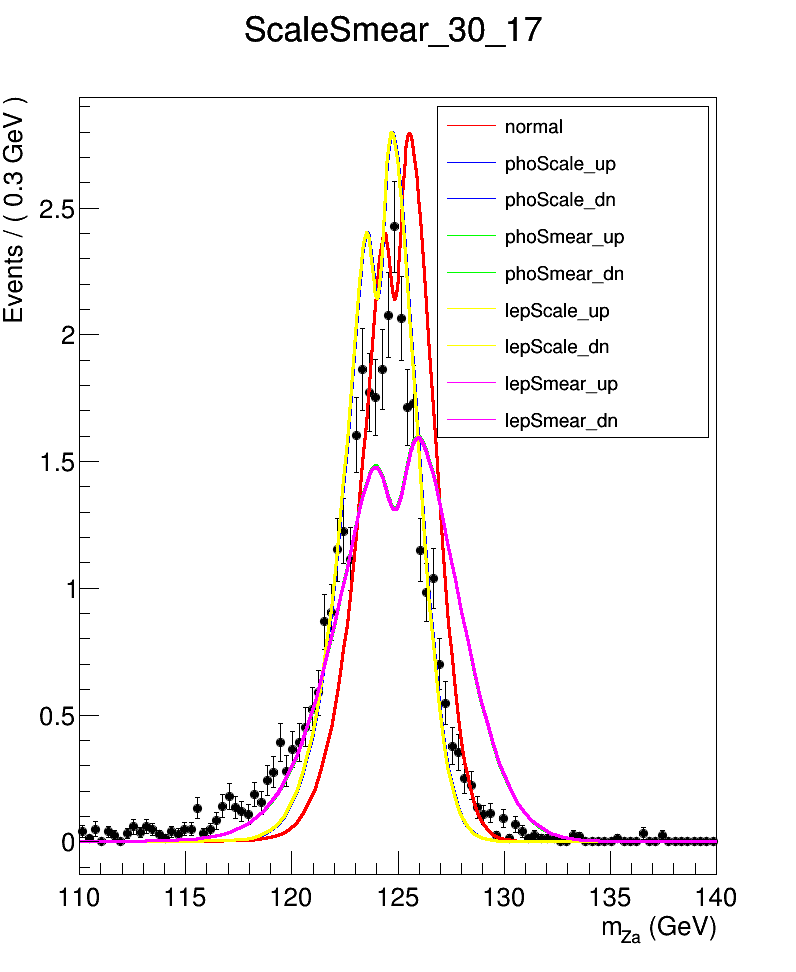 ScaleSmear_30_17
Events / ( 0.3 GeV )
normal
phoScale_up
phoScale_dn
phoSmear_up
phoSmear_dn
lepScale_up
lepScale_dn
lepSmear_up
lepSmear_dn
2.5
2
1.5
1
0.5
0
110 115 120 125 130 135 140
m_Za (GeV)